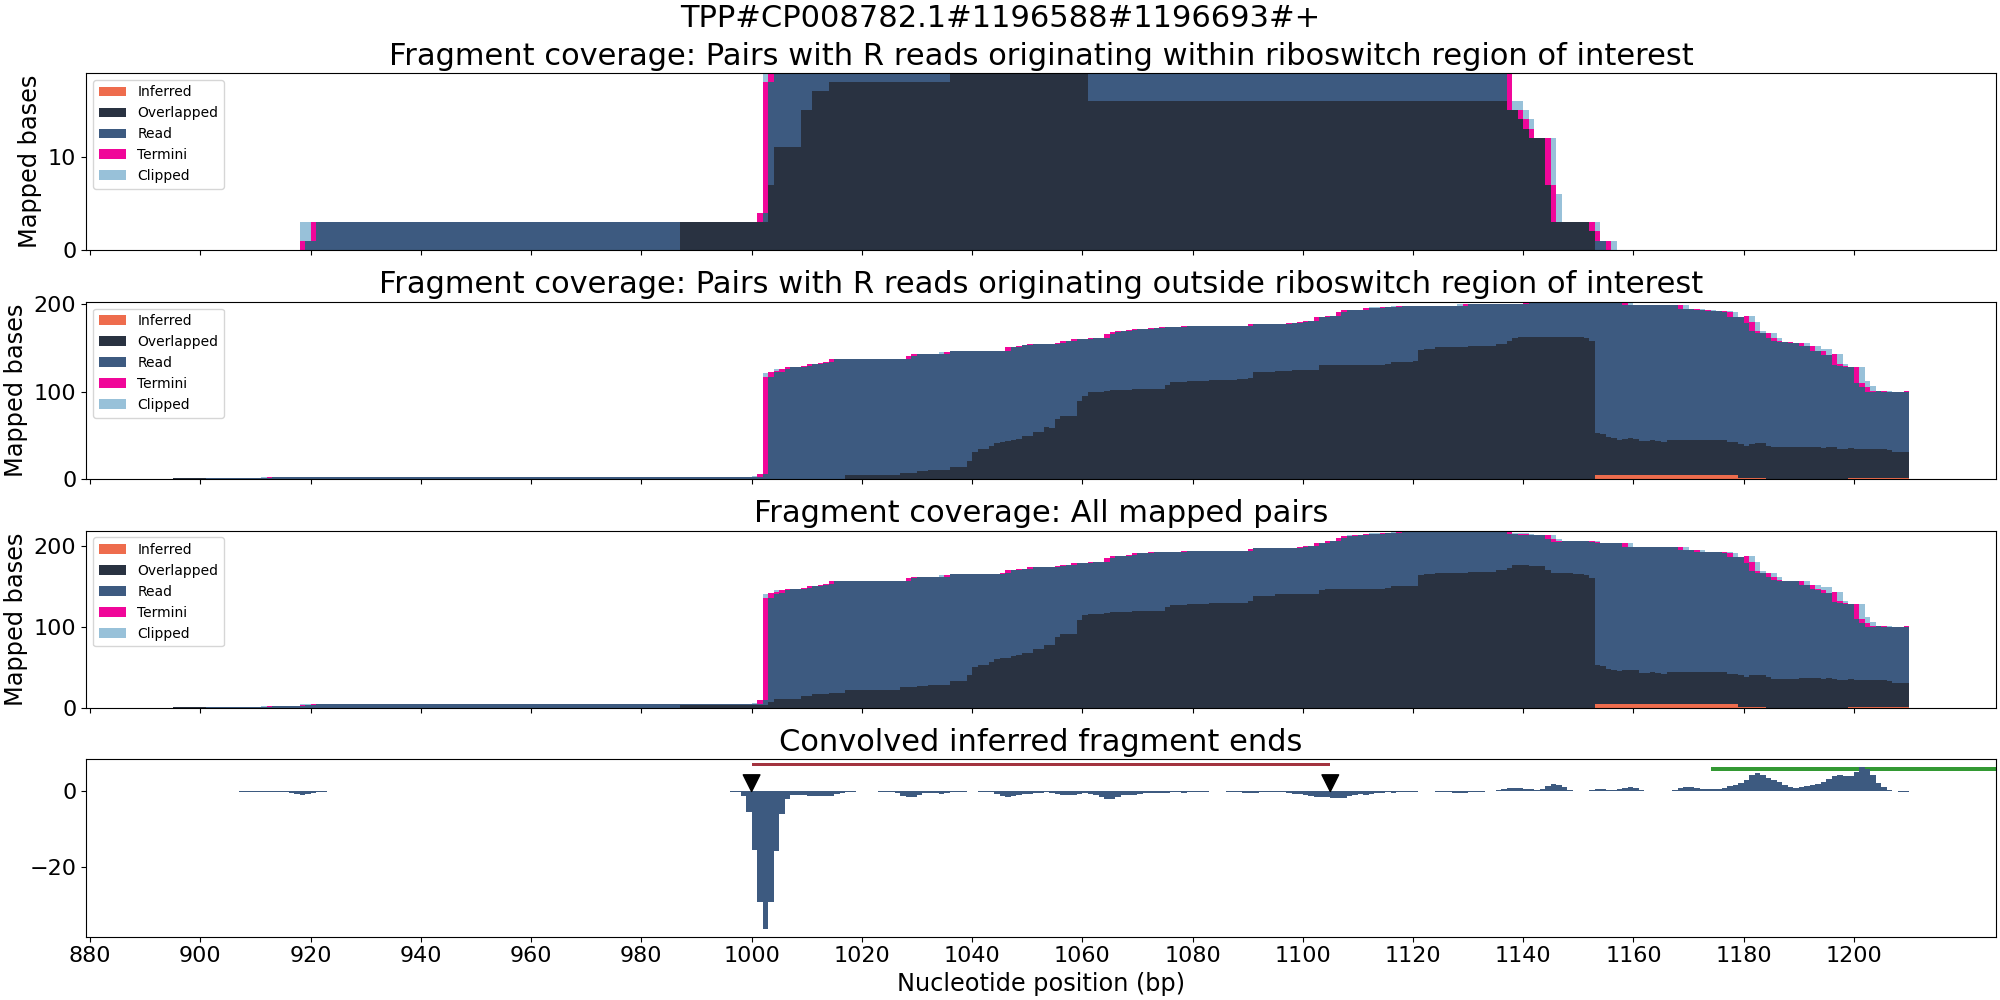 TPP#CP008782.1#1196588#1196693#+
Fragment coverage: Pairs with R reads originating within riboswitch region of interest
Mapped bases
10
0
Inferred
Overlapped
Read
Termini
Clipped
Fragment coverage: Pairs with R reads originating outside riboswitch region of interest
Mapped bases
200
100
0
Inferred
Overlapped
Read
Termini
Clipped
Fragment coverage: All mapped pairs
Mapped bases
200
100
0
Inferred
Overlapped
Read
Termini
Clipped
Convolved inferred fragment ends
0
−20
880 900 920 940 960 980 1000 1020 1040 1060 1080 1100 1120 1140 1160 1180 1200
Nucleotide position (bp)